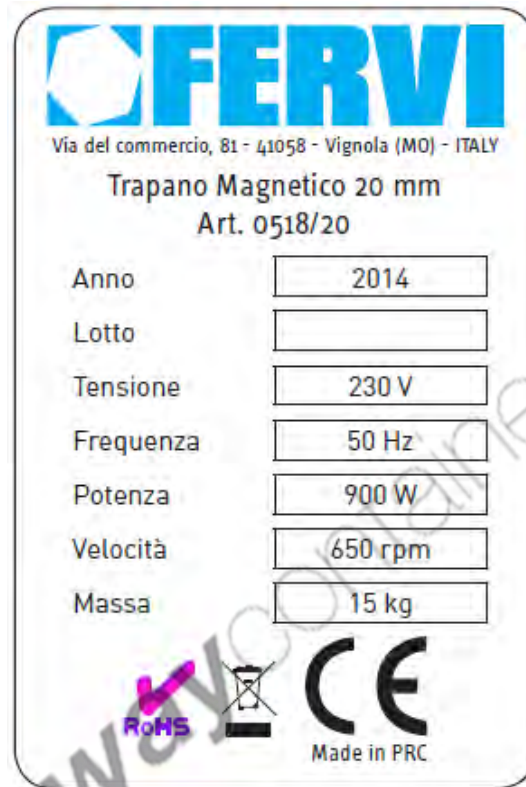 FERVI
Via del commercio, 81 - 41058 - Vignola (MO) - ITALY
Trapano Magnetico 20 mm
Art. 0518/20
Anno 2014
Lotto
Tensione 230 V
Frequenza 50 Hz
Potenza 900 W
Velocità 650 rpm
Massa 15 kg
RoHS
CE
Made in PRC